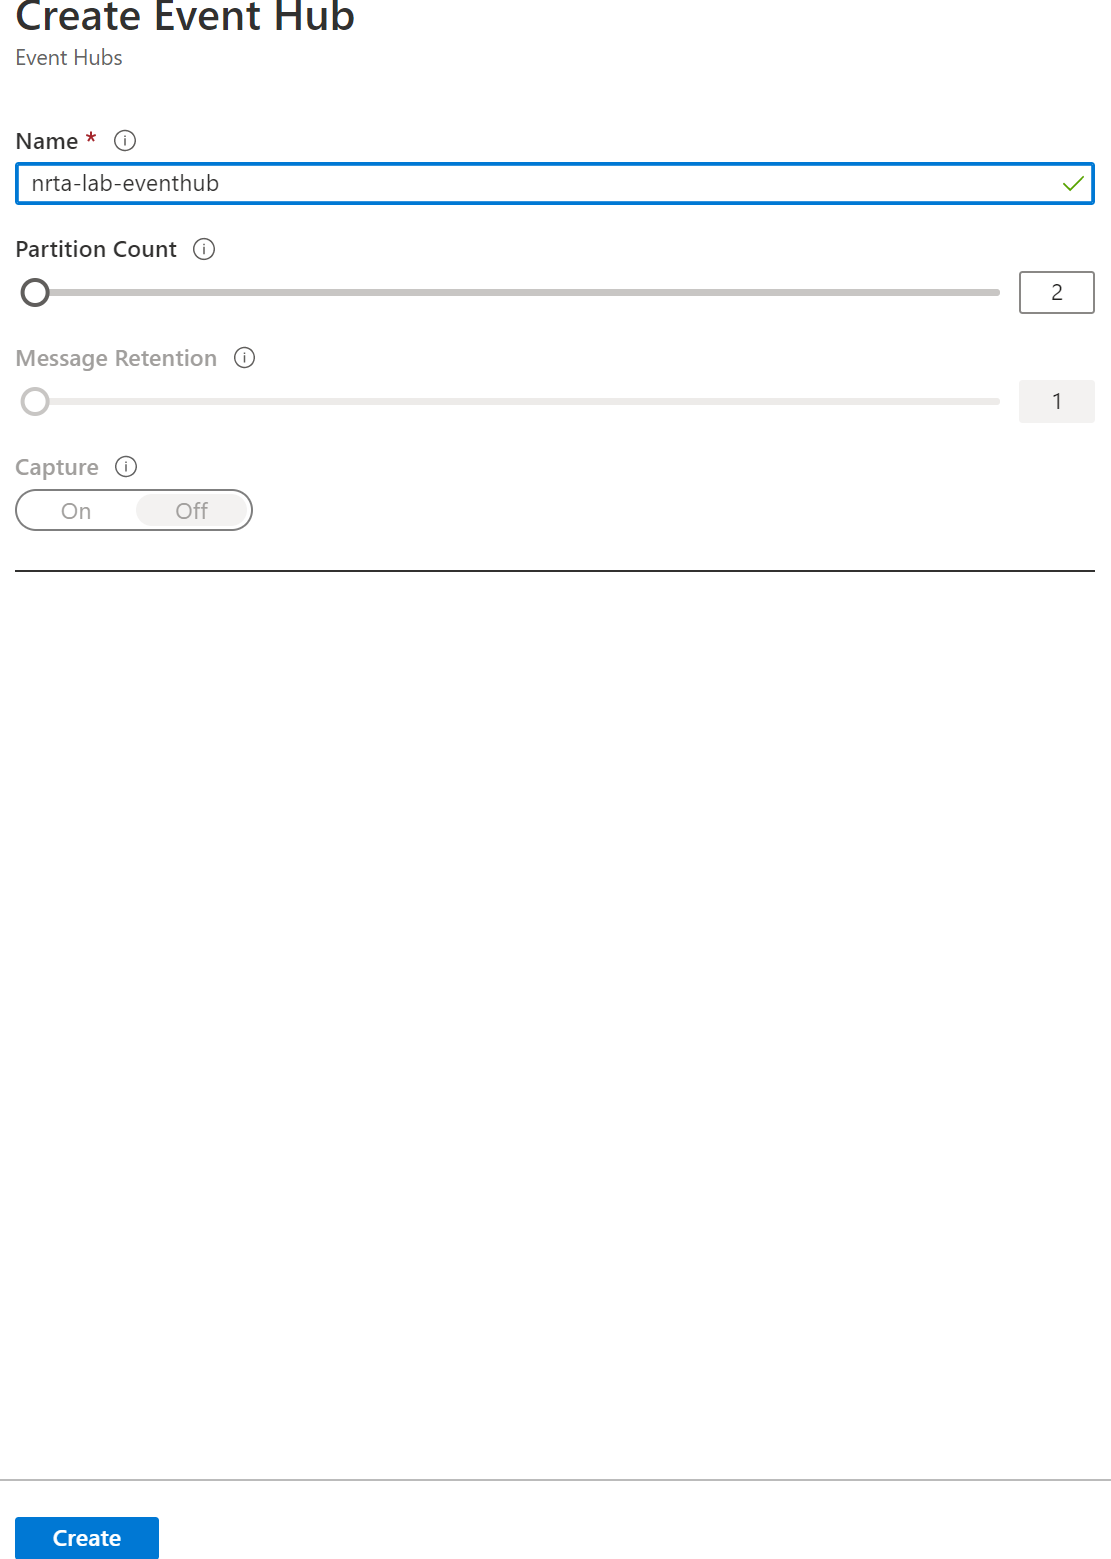 Create Event Hub
Event Hubs
Name *
nrta-lab-eventhub
Partition Count
2
Message Retention
1
Capture
On Off
Create